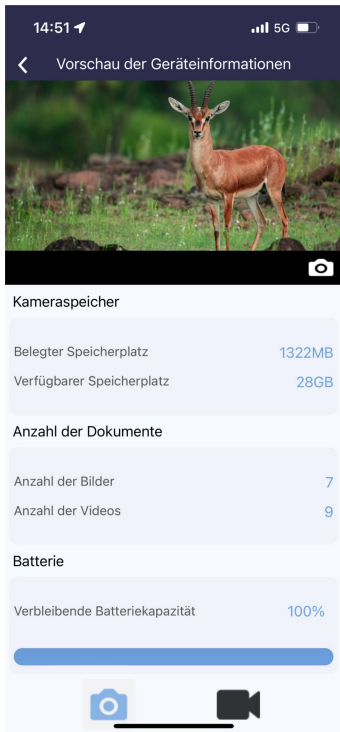 14:51
5G
Vorschau der Geräteinformationen
Kameraspeicher
Belegter Speicherplatz 1322MB
Verfügbarer Speicherplatz 28GB
Anzahl der Dokumente
Anzahl der Bilder 7
Anzahl der Videos 9
Batterie
Verbleibende Batteriekapazität 100%